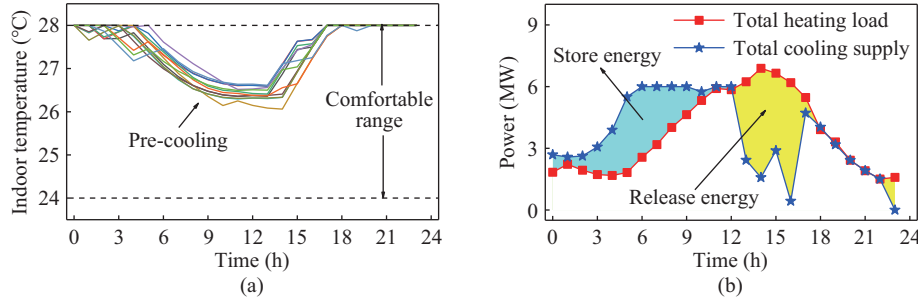 28
27
26
25
24
Indoor temperature (°C)
Pre-cooling
Comfortable
range
0 3 6 9 12 15 18 21 24
Time (h)
(a)
9
6
3
0
Power (MW)
Total heating load
Total cooling supply
Store energy
Release energy
0 3 6 9 12 15 18 21 24
Time (h)
(b)